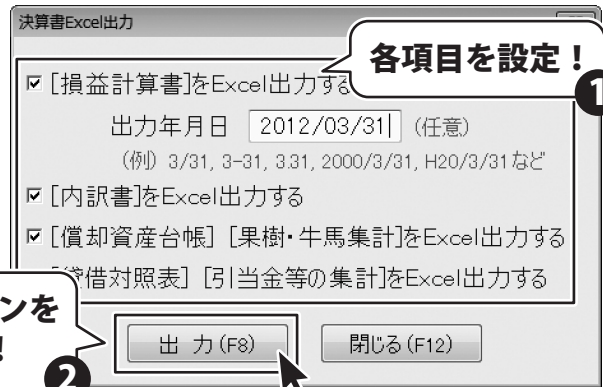 決算書Excel出力
各項目を設定！
❶
[損益計算書]をExcel出力する
出力年月日 2012/03/31 (任意)
(例) 3/31, 3-31, 3.31, 2000/3/31, H20/3/31など
[内訳書]をExcel出力する
[償却資産台帳] [果樹・牛馬集計]をExcel出力する
借対照表] [引当金等の集計]をExcel出力する
ンを
！
❷
出 力(F8)
閉じる(F12)